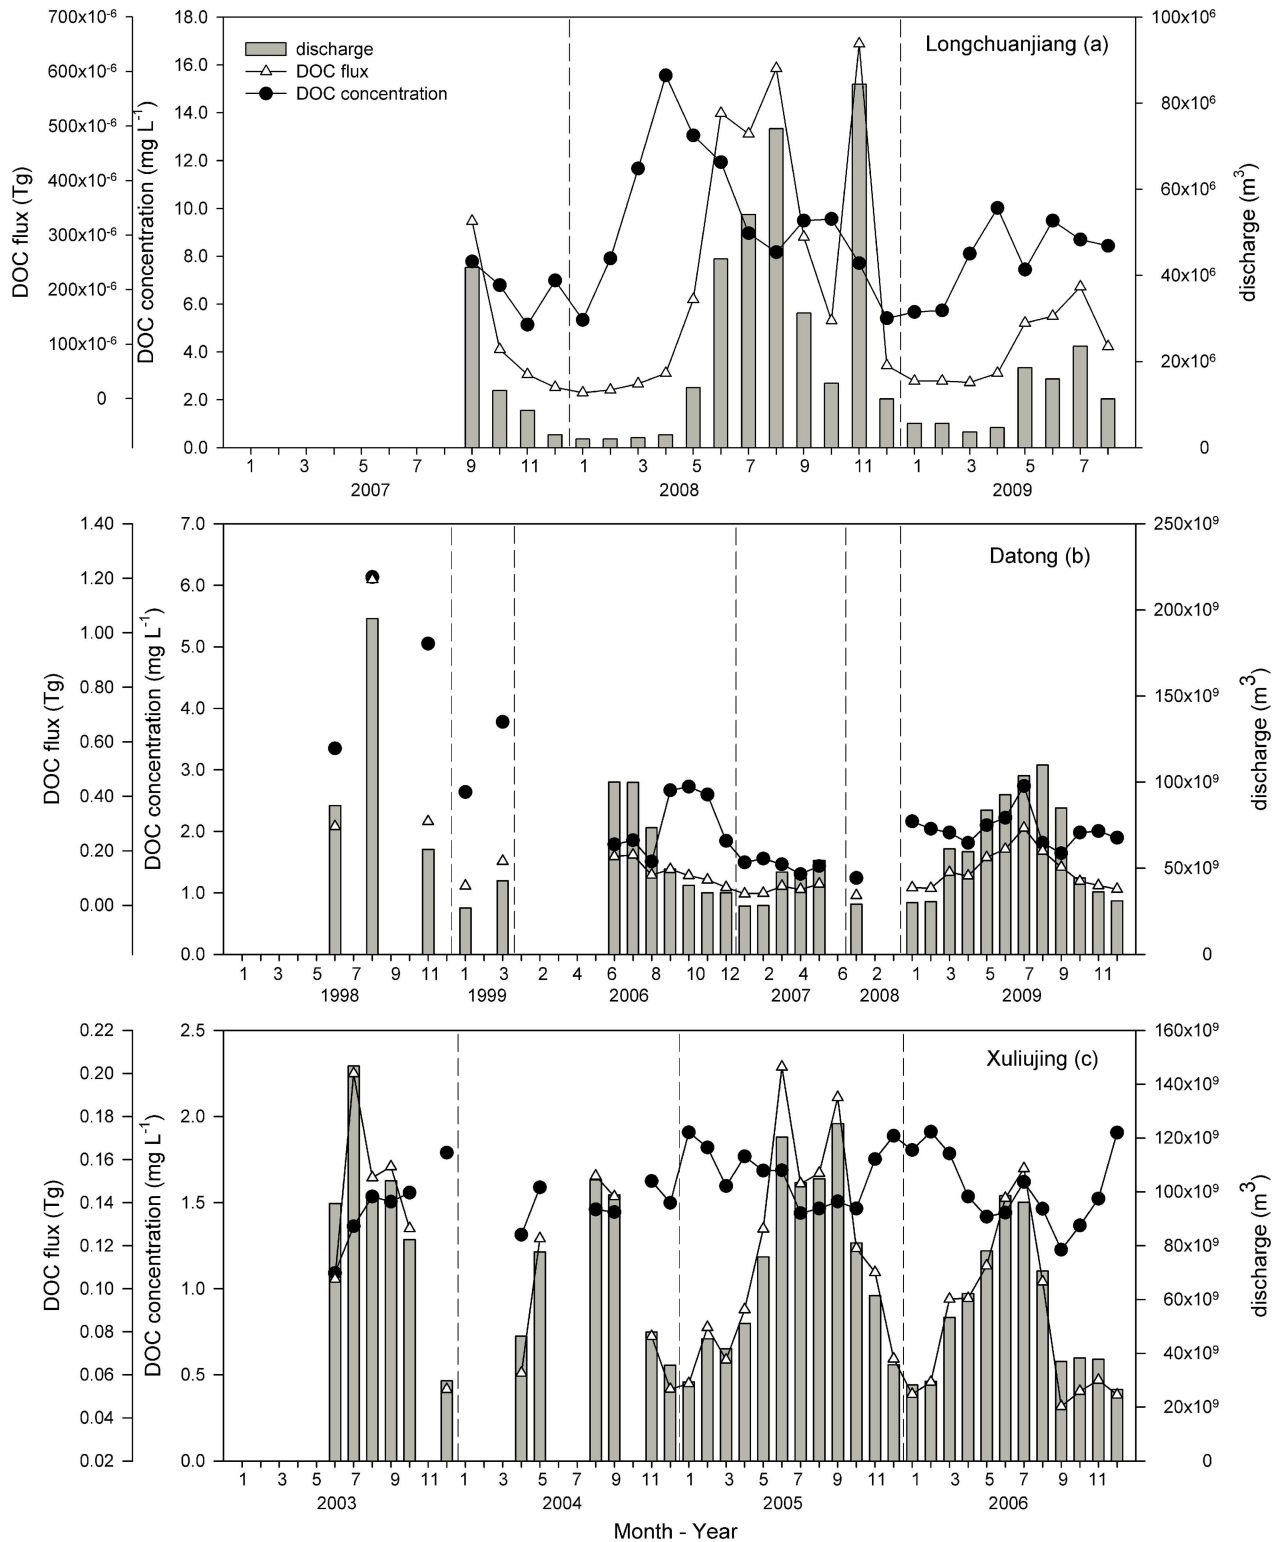 Longchuanjiang (a)
discharge
DOC flux
DOC concentration
DOC flux (Tg)
700x10⁻⁶
600x10⁻⁶
500x10⁻⁶
400x10⁻⁶
300x10⁻⁶
200x10⁻⁶
100x10⁻⁶
0
DOC concentration (mg L⁻¹)
18.0
16.0
14.0
12.0
10.0
8.0
6.0
4.0
2.0
0.0
discharge (m³)
100x10⁶
80x10⁶
60x10⁶
40x10⁶
20x10⁶
0
1 3 5 7 9 11 1 3 5 7 9 11 1 3 5 7
2007 2008 2009
Datong (b)
DOC flux (Tg)
1.40
1.20
1.00
0.80
0.60
0.40
0.20
0.00
DOC concentration (mg L⁻¹)
7.0
6.0
5.0
4.0
3.0
2.0
1.0
0.0
discharge (m³)
250x10⁹
200x10⁹
150x10⁹
100x10⁹
50x10⁹
0
1 3 5 7 9 11 1 3 2 4 6 8 10 12 2 4 6 2 1 3 5 7 9 11
1998 1999 2006 2007 2008 2009
Xuliujing (c)
DOC flux (Tg)
0.22
0.20
0.18
0.16
0.14
0.12
0.10
0.08
0.06
0.04
0.02
DOC concentration (mg L⁻¹)
2.5
2.0
1.5
1.0
0.5
0.0
discharge (m³)
160x10⁹
140x10⁹
120x10⁹
100x10⁹
80x10⁹
60x10⁹
40x10⁹
20x10⁹
0
1 3 5 7 9 11 1 3 5 7 9 11 1 3 5 7 9 11 1 3 5 7 9 11
2003 2004 2005 2006
Month - Year